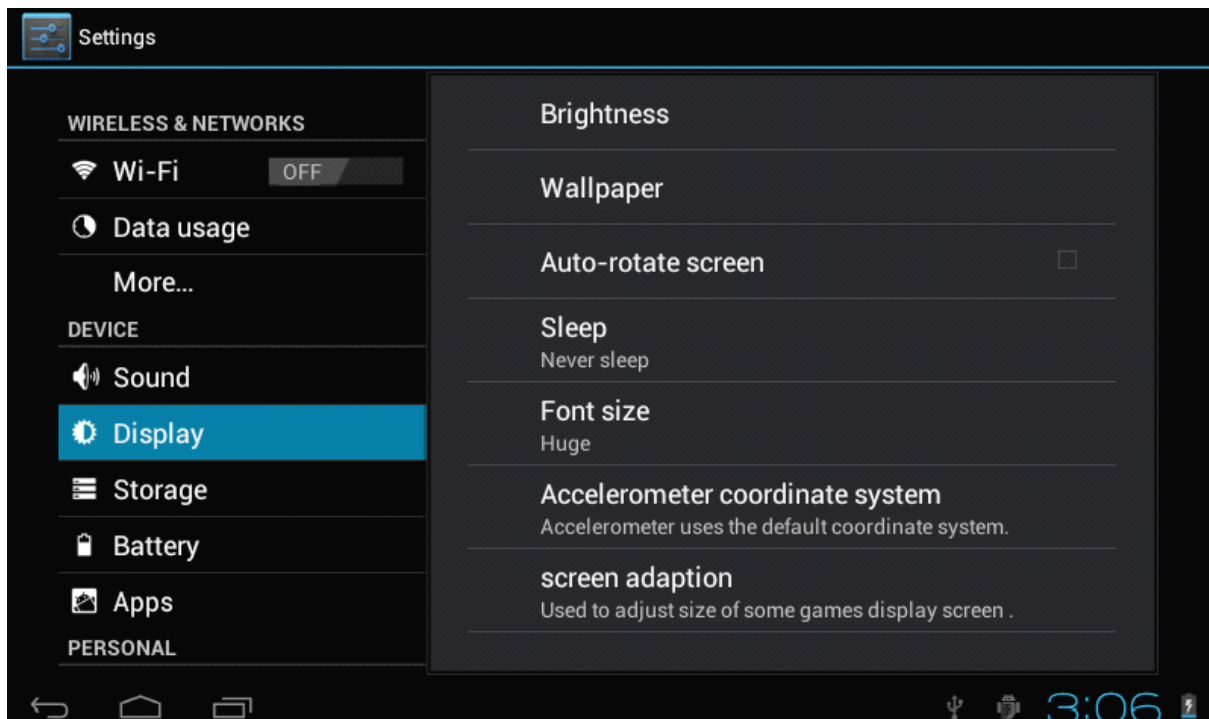 Settings
WIRELESS & NETWORKS
Wi-Fi OFF
Data usage
More...
DEVICE
Sound
Display
Storage
Battery
Apps
PERSONAL
Brightness
Wallpaper
Auto-rotate screen
Sleep
Never sleep
Font size
Huge
Accelerometer coordinate system
Accelerometer uses the default coordinate system.
screen adaption
Used to adjust size of some games display screen .
3:06